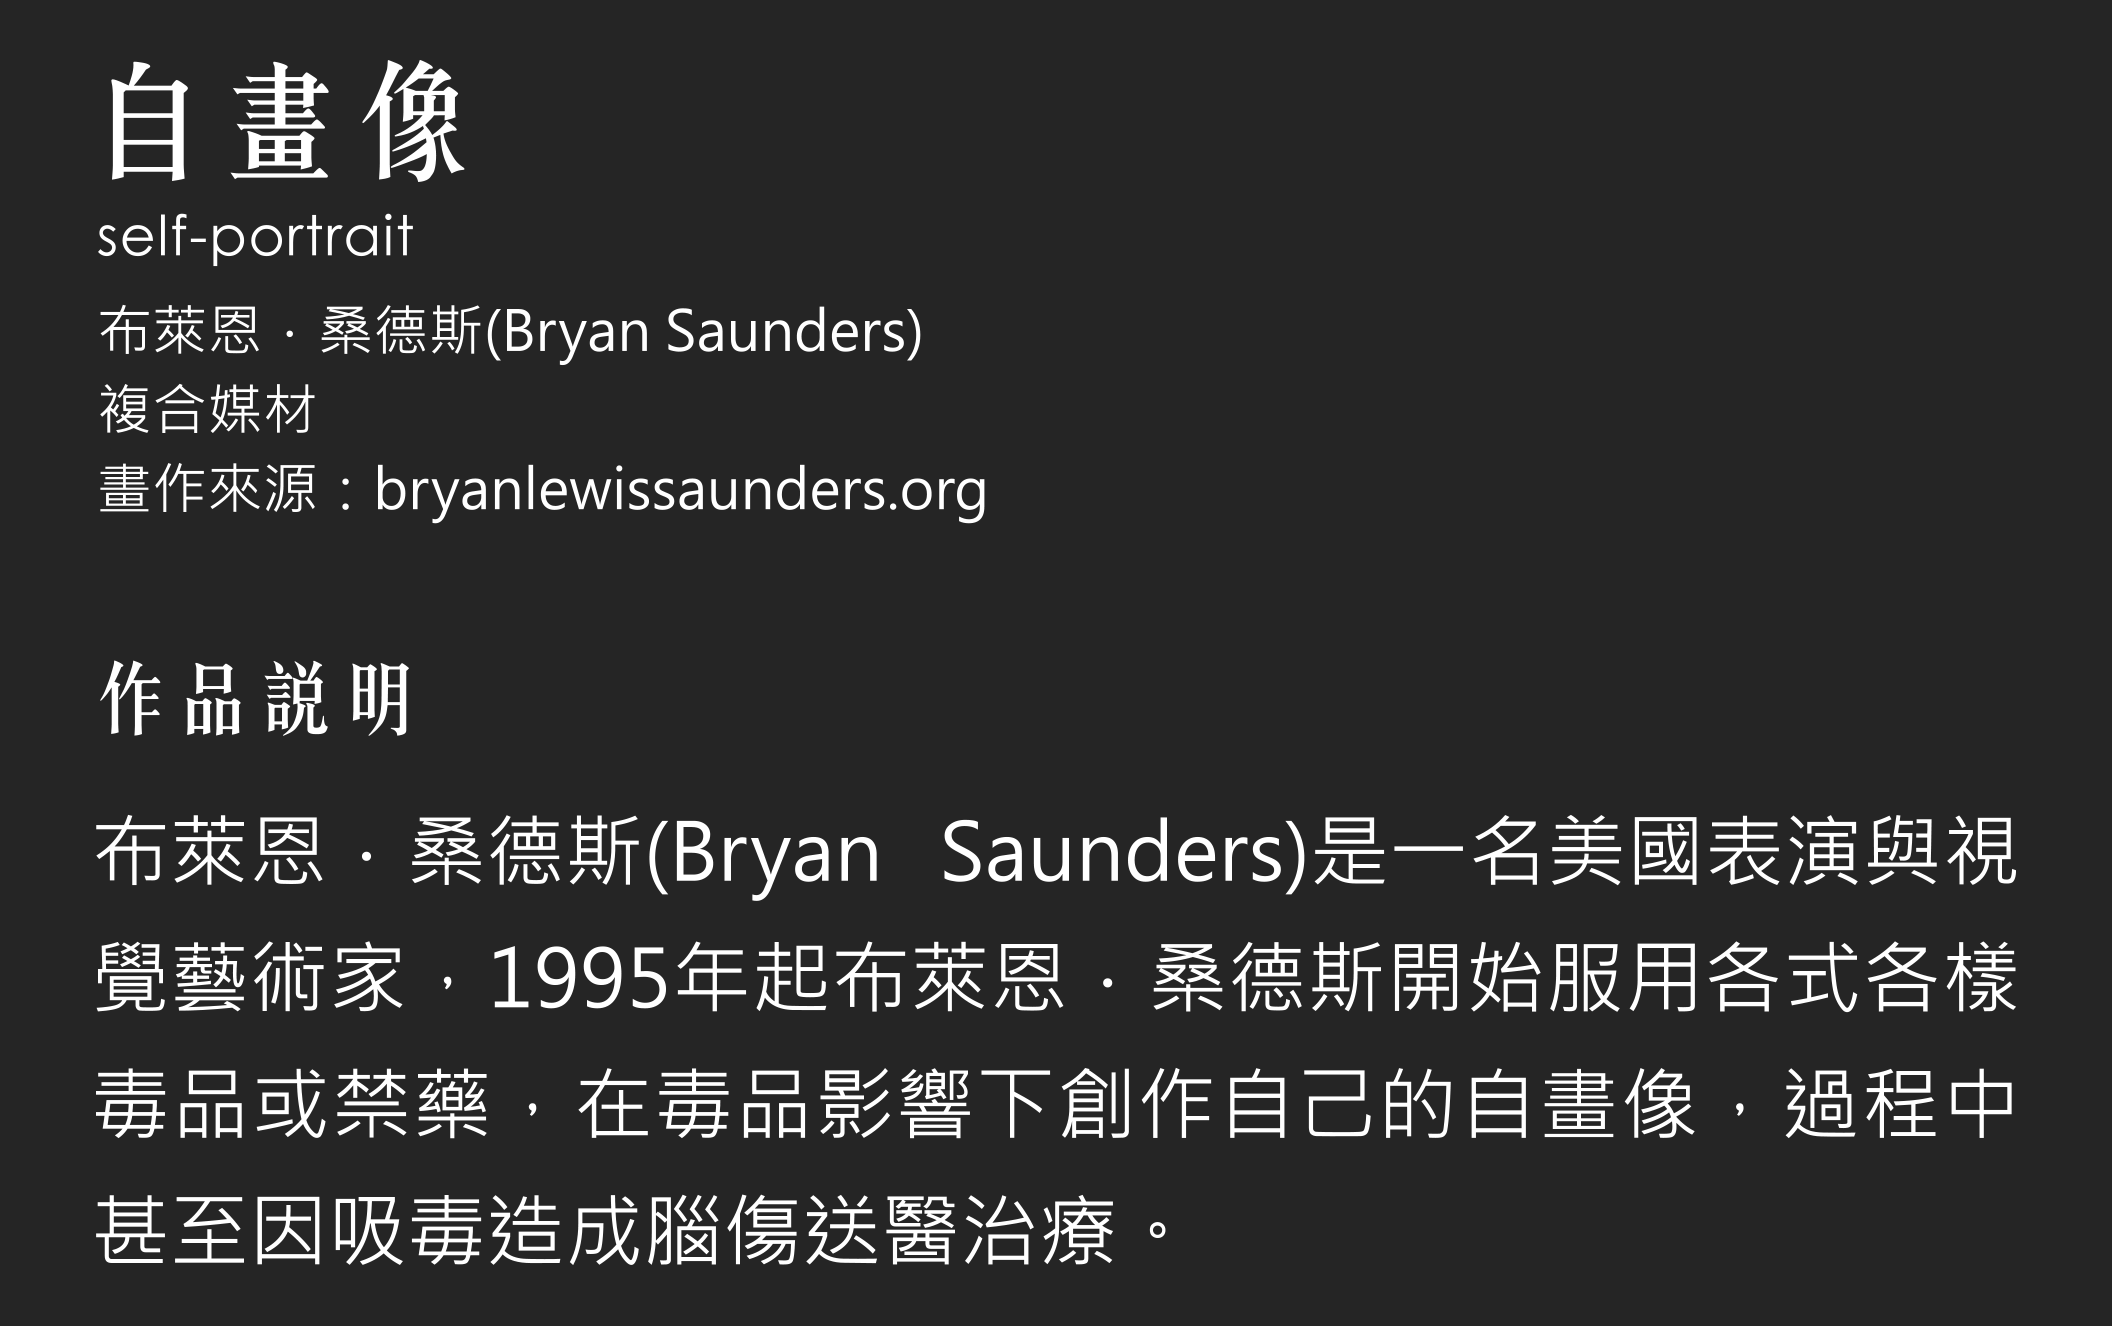 自畫像
self-portrait
布萊恩．桑德斯(Bryan Saunders)
複合媒材
畫作來源：bryanlewissaunders.org
作品說明
布萊恩．桑德斯(Bryan Saunders)是一名美國表演與視
覺藝術家，1995年起布萊恩．桑德斯開始服用各式各樣
毒品或禁藥，在毒品影響下創作自己的自畫像，過程中
甚至因吸毒造成腦傷送醫治療。